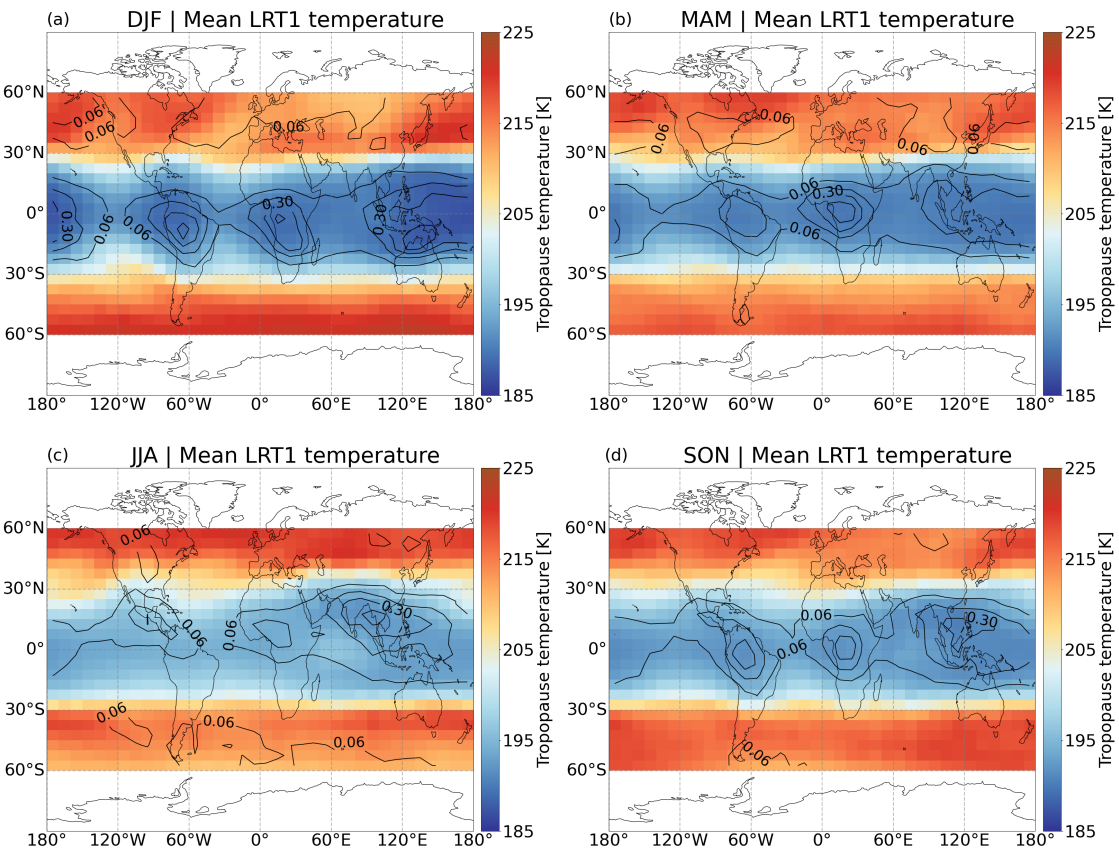 (a) DJF | Mean LRT1 temperature
60°N
30°N
0°
30°S
60°S
180° 120°W 60°W 0° 60°E 120°E 180°
0.06
0.06
0.06
0.30
0.30
0.30
0.06
0.06
225
215
205
195
185
Tropopause temperature [K]
(b) MAM | Mean LRT1 temperature
60°N
30°N
0°
30°S
60°S
180° 120°W 60°W 0° 60°E 120°E 180°
0.06
0.06
0.06
0.06
0.06
0.30
0.06
225
215
205
195
185
Tropopause temperature [K]
(c) JJA | Mean LRT1 temperature
60°N
30°N
0°
30°S
60°S
180° 120°W 60°W 0° 60°E 120°E 180°
0.06
0.30
0.06
0.06
0.06
0.06
0.06
225
215
205
195
185
Tropopause temperature [K]
(d) SON | Mean LRT1 temperature
60°N
30°N
0°
30°S
60°S
180° 120°W 60°W 0° 60°E 120°E 180°
0.06
0.30
0.06
0.06
225
215
205
195
185
Tropopause temperature [K]